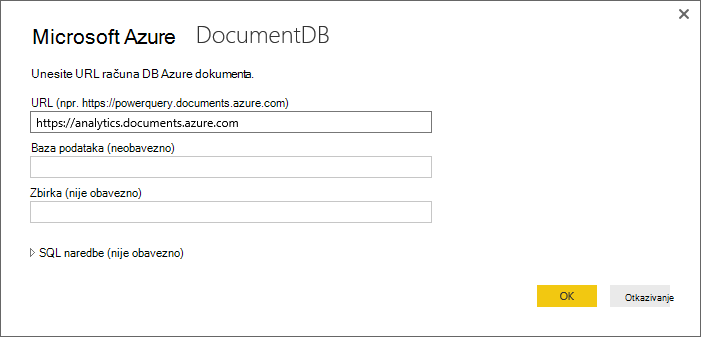 Microsoft Azure DocumentDB
Unesite URL računa DB Azure dokumenta.
URL (npr. https://powerquery.documents.azure.com)
https://analytics.documents.azure.com
Baza podataka (neobavezno)
Zbirka (nije obavezno)
SQL naredbe (nije obavezno)
OK Otkazivanje